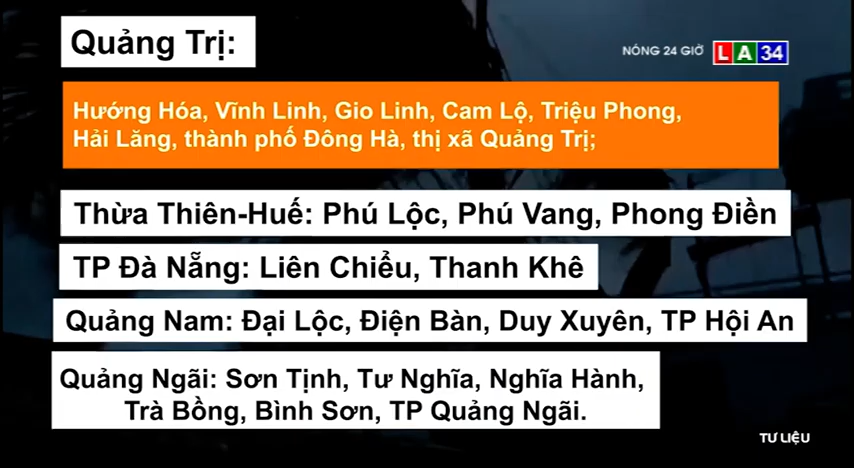 Quảng Trị:
NÓNG 24 GIỜ LA34
Hướng Hóa, Vĩnh Linh, Gio Linh, Cam Lộ, Triệu Phong,
Hải Lăng, thành phố Đông Hà, thị xã Quảng Trị;
Thừa Thiên-Huế: Phú Lộc, Phú Vang, Phong Điền
TP Đà Nẵng: Liên Chiểu, Thanh Khê
Quảng Nam: Đại Lộc, Điện Bàn, Duy Xuyên, TP Hội An
Quảng Ngãi: Sơn Tịnh, Tư Nghĩa, Nghĩa Hành,
Trà Bồng, Bình Sơn, TP Quảng Ngãi.
TƯ LIỆU